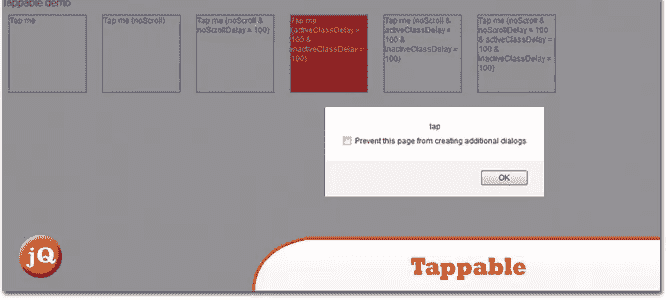 Tappable demo
Tap me
Tap me (noScroll)
Tap me (noScroll &
noScrollDelay = 100)
Tap me
(activeClassDelay =
100 &
inactiveClassDelay =
100)
Tap me (noScroll &
activeClassDelay =
100 &
inactiveClassDelay =
100)
Tap me (noScroll &
noScrollDelay = 100
& activeClassDelay =
100 &
inactiveClassDelay =
100)
tap
Prevent this page from creating additional dialogs
OK
jQ
Tappable